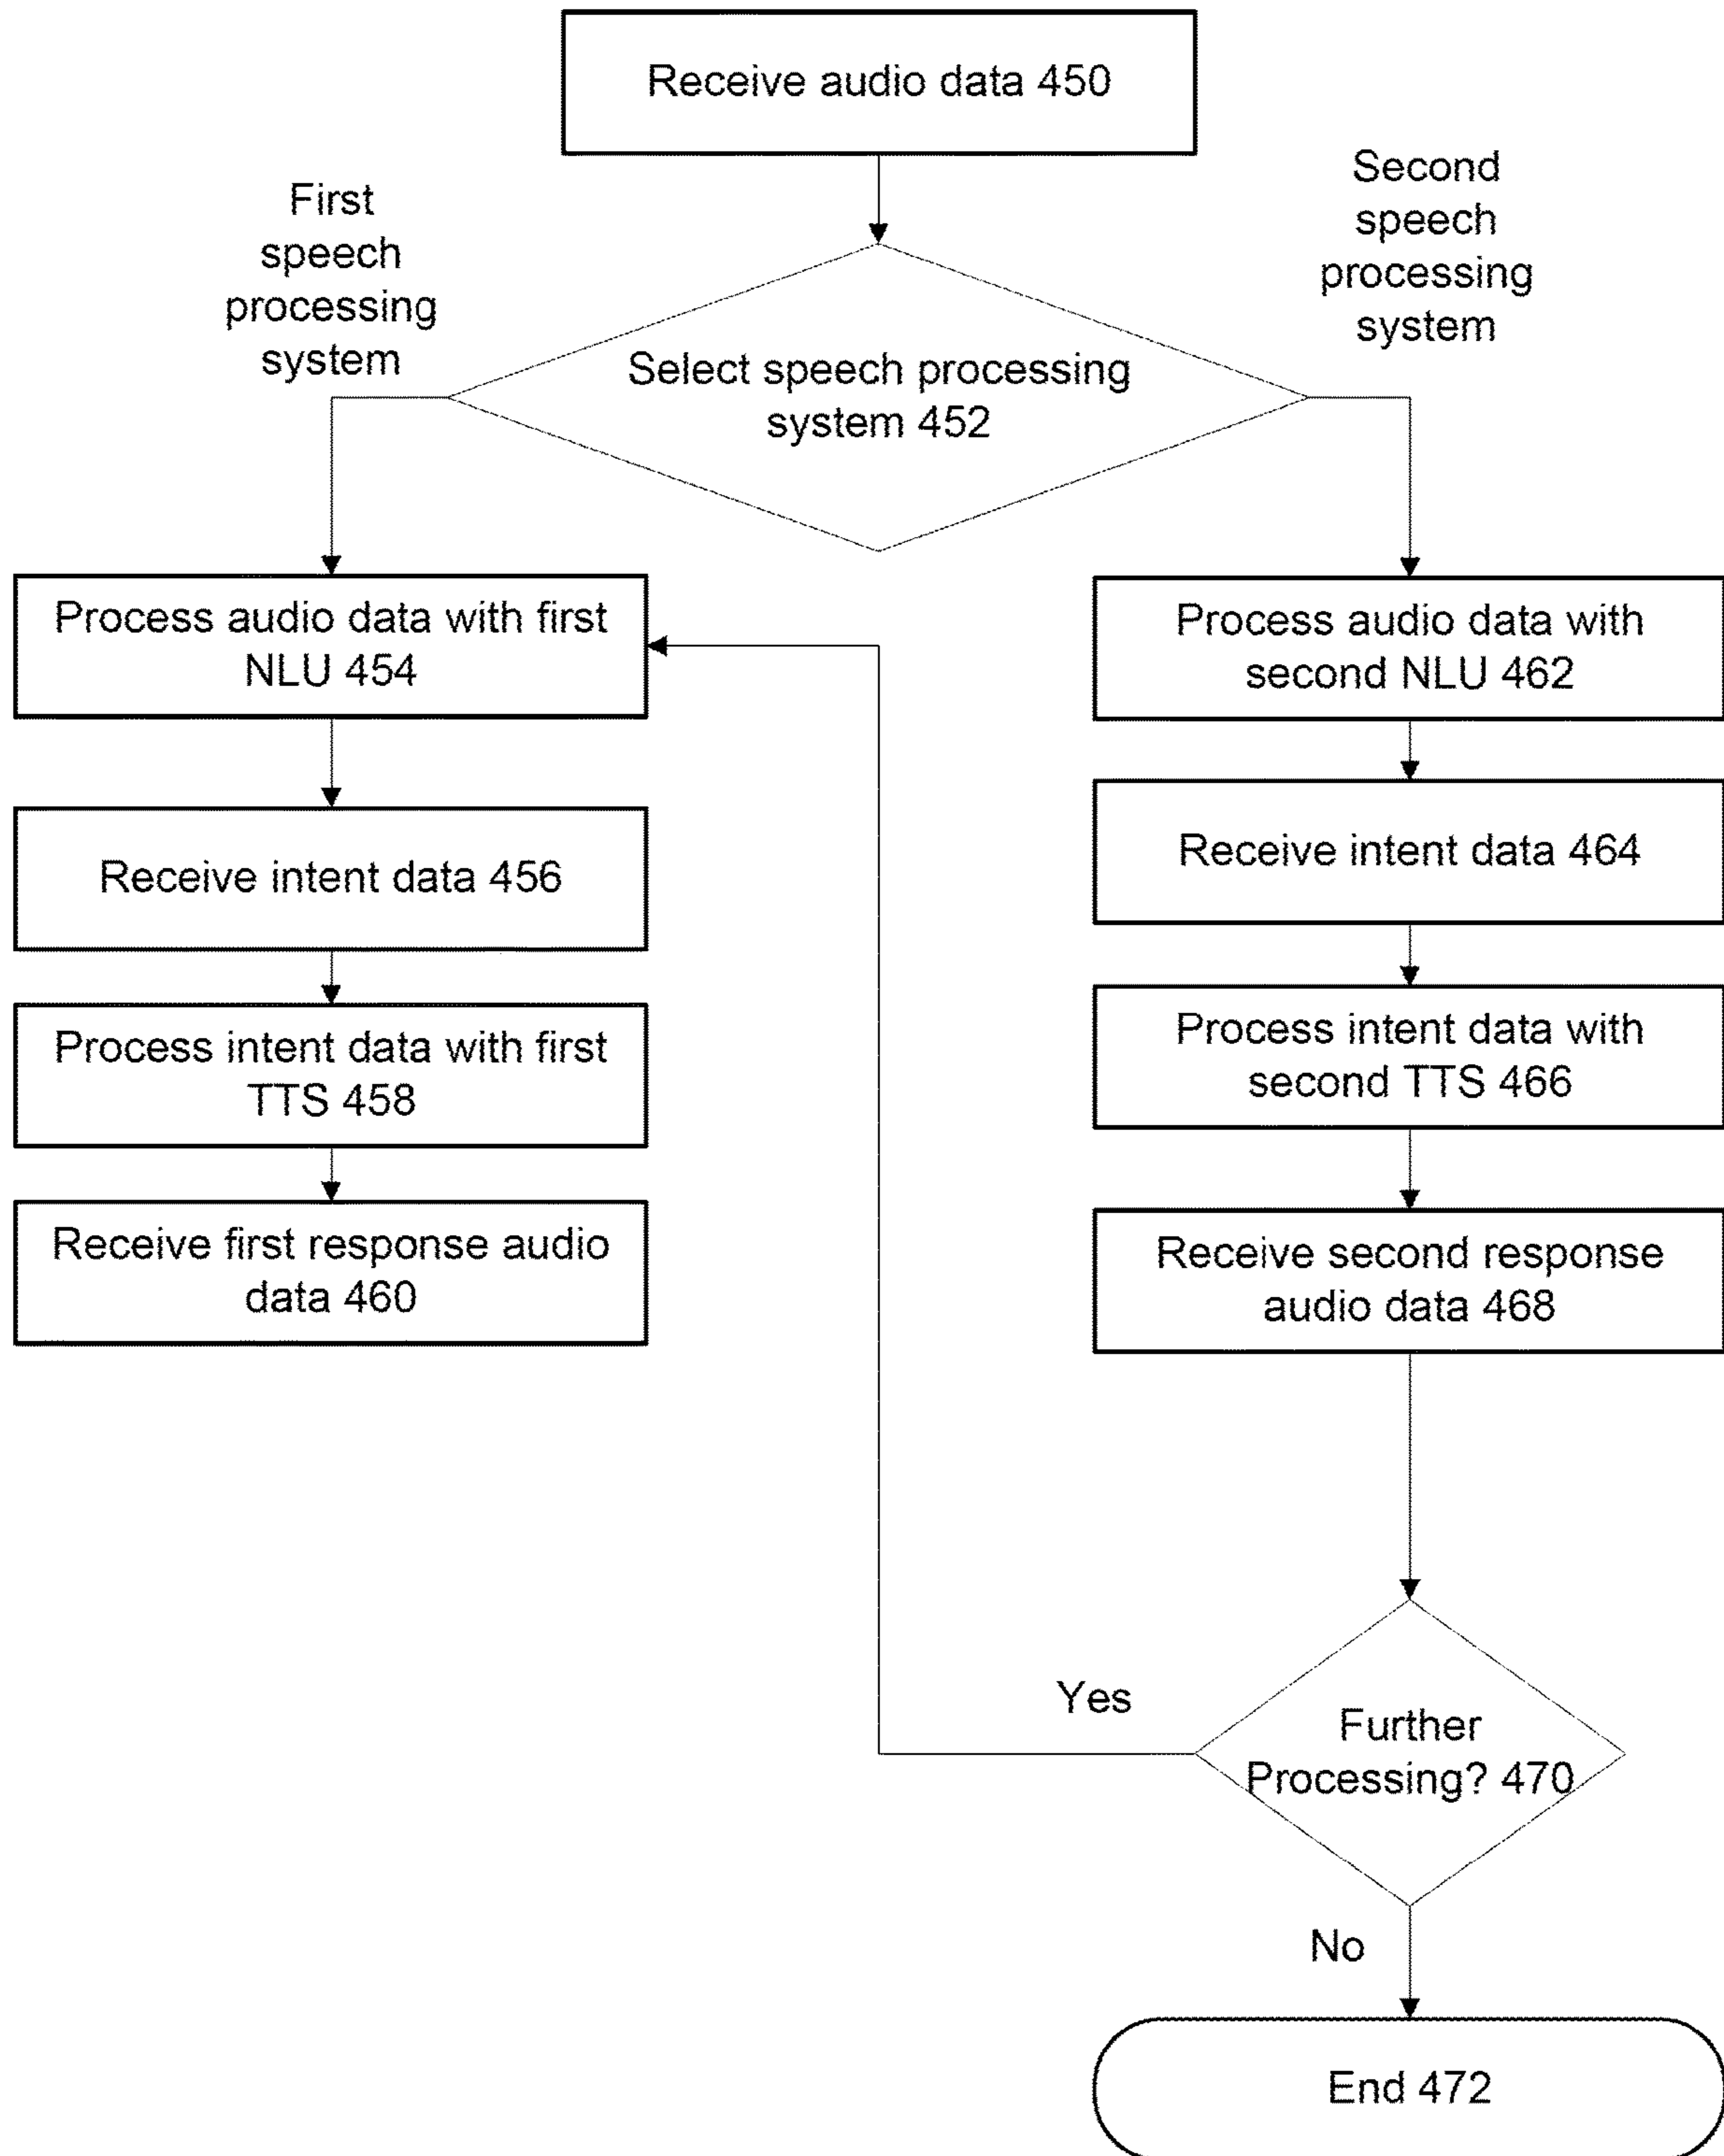 Receive audio data 450
First
speech
processing
system
Second
speech
processing
system
Select speech processing
system 452
Process audio data with first
NLU 454
Receive intent data 456
Process intent data with first
TTS 458
Receive first response audio
data 460
Process audio data with
second NLU 462
Receive intent data 464
Process intent data with
second TTS 466
Receive second response
audio data 468
Further
Processing? 470
Yes
No
End 472